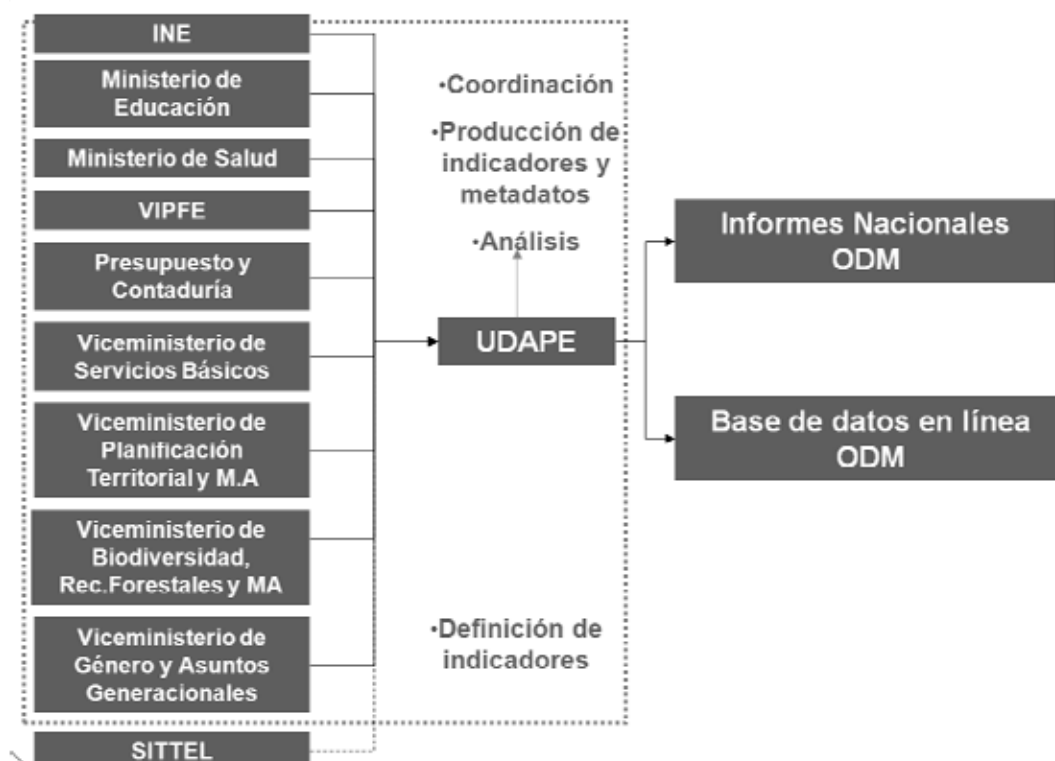 INE
Ministerio de
Educación
Ministerio de Salud
VIPFE
Presupuesto y
Contaduría
Viceministerio de
Servicios Básicos
Viceministerio de
Planificación
Territorial y M.A
Viceministerio de
Biodiversidad,
Rec.Forestales y MA
Viceministerio de
Género y Asuntos
Generacionales
SITTEL
•Coordinación
•Producción de
indicadores y
metadatos
•Análisis
UDAPE
•Definición de
indicadores
Informes Nacionales
ODM
Base de datos en línea
ODM